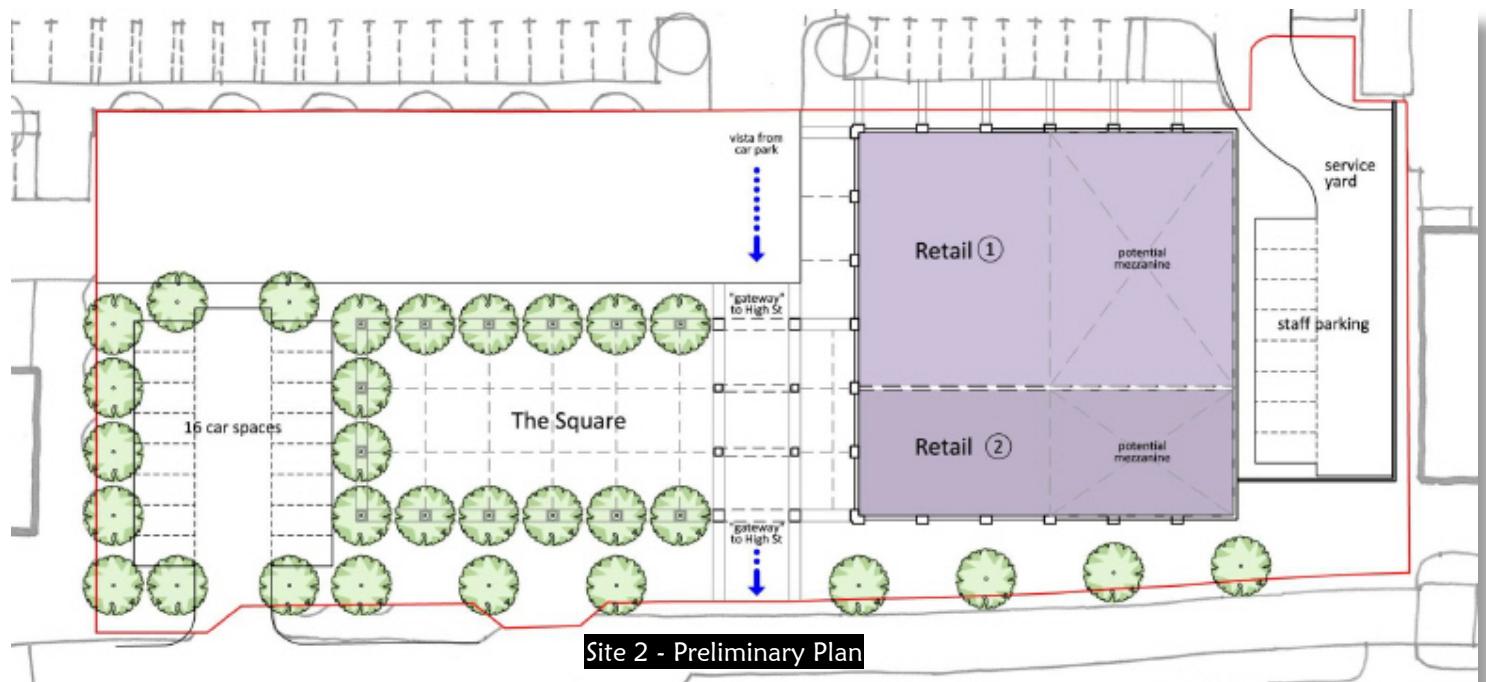 vista from
car park
service
yard
Retail ①
potential
mezzanine
"gateway"
to High St
staff parking
The Square
16 car spaces
Retail ②
potential
mezzanine
"gateway"
to High St
Site 2 - Preliminary Plan